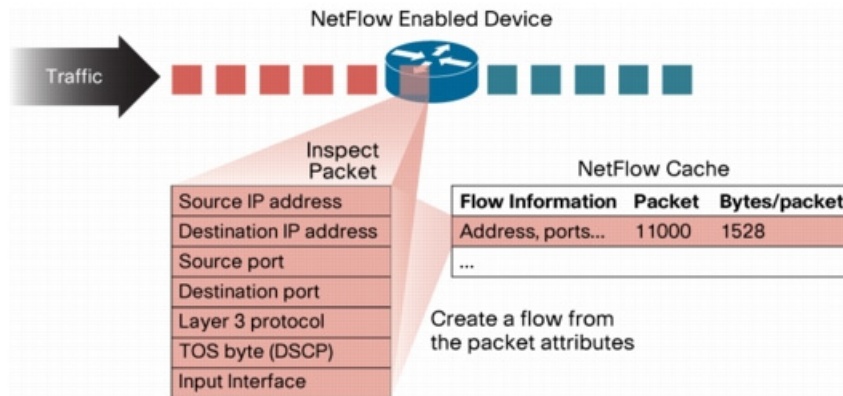 NetFlow Enabled Device
Traffic
Inspect
Packet
Source IP address
Destination IP address
Source port
Destination port
Layer 3 protocol
TOS byte (DSCP)
Input Interface
NetFlow Cache
Flow Information Packet Bytes/packet
Address, ports... 11000 1528
...
Create a flow from
the packet attributes